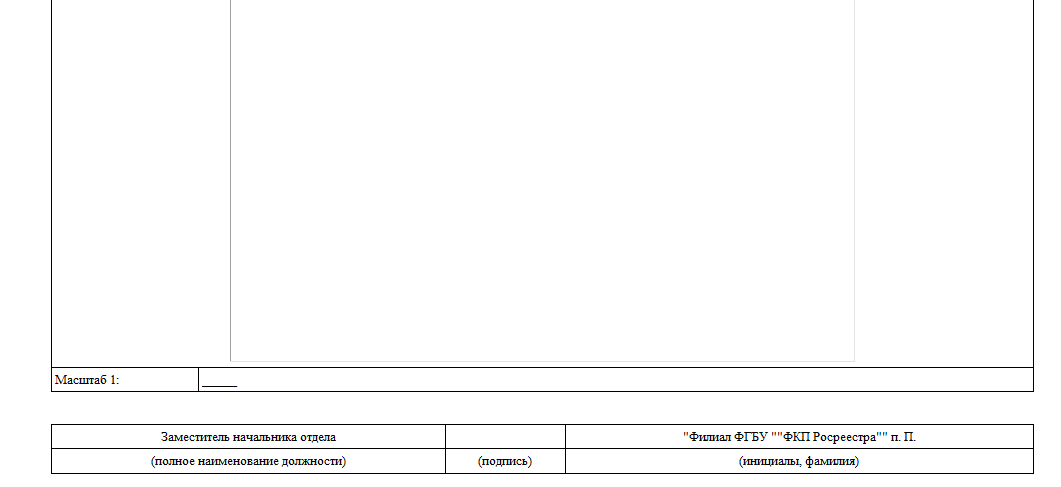 Масштаб 1: _____
Заместитель начальника отдела "Филиал ФГБУ ""ФКП Росреестра"" п. П.
(полное наименование должности) (подпись) (инициалы, фамилия)